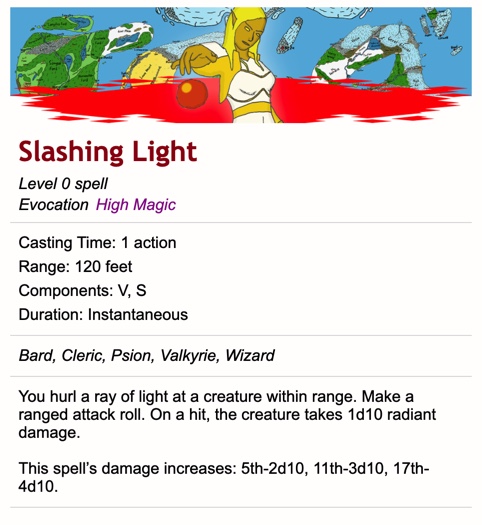 Slashing Light
Level 0 spell
Evocation High Magic
Casting Time: 1 action
Range: 120 feet
Components: V, S
Duration: Instantaneous
Bard, Cleric, Psion, Valkyrie, Wizard
You hurl a ray of light at a creature within range. Make a
ranged attack roll. On a hit, the creature takes 1d10 radiant
damage.
This spell’s damage increases: 5th-2d10, 11th-3d10, 17th-
4d10.